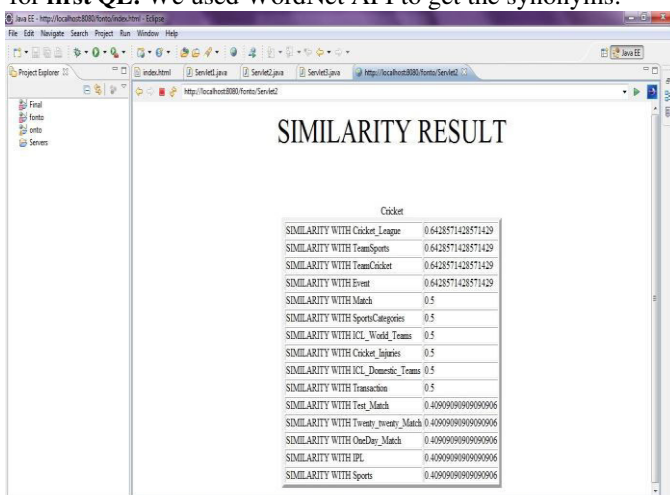 for first QE. We used WordNet API to get the synonyms.
Java EE - http://localhost:8080/fonto/index.html - Eclipse
File Edit Navigate Search Project Run Window Help
Java EE
Project Explorer
index.html Servlet1.java Servlet2.java Servlet3.java http://localhost:8080/fonto/Servlet2
http://localhost:8080/fonto/Servlet2
Final
fonto
onto
Servers
SIMILARITY RESULT
Cricket
SIMILARITY WITH Cricket_League 0.6428571428571429
SIMILARITY WITH TeamSports 0.6428571428571429
SIMILARITY WITH TeamCricket 0.6428571428571429
SIMILARITY WITH Event 0.6428571428571429
SIMILARITY WITH Match 0.5
SIMILARITY WITH SportsCategories 0.5
SIMILARITY WITH ICL_World_Teams 0.5
SIMILARITY WITH Cricket_Injuries 0.5
SIMILARITY WITH ICL_Domestic_Teams 0.5
SIMILARITY WITH Transaction 0.5
SIMILARITY WITH Test_Match 0.40909090909090906
SIMILARITY WITH Twenty_twenty_Match 0.40909090909090906
SIMILARITY WITH OneDay_Match 0.40909090909090906
SIMILARITY WITH IPL 0.40909090909090906
SIMILARITY WITH Sports 0.40909090909090906